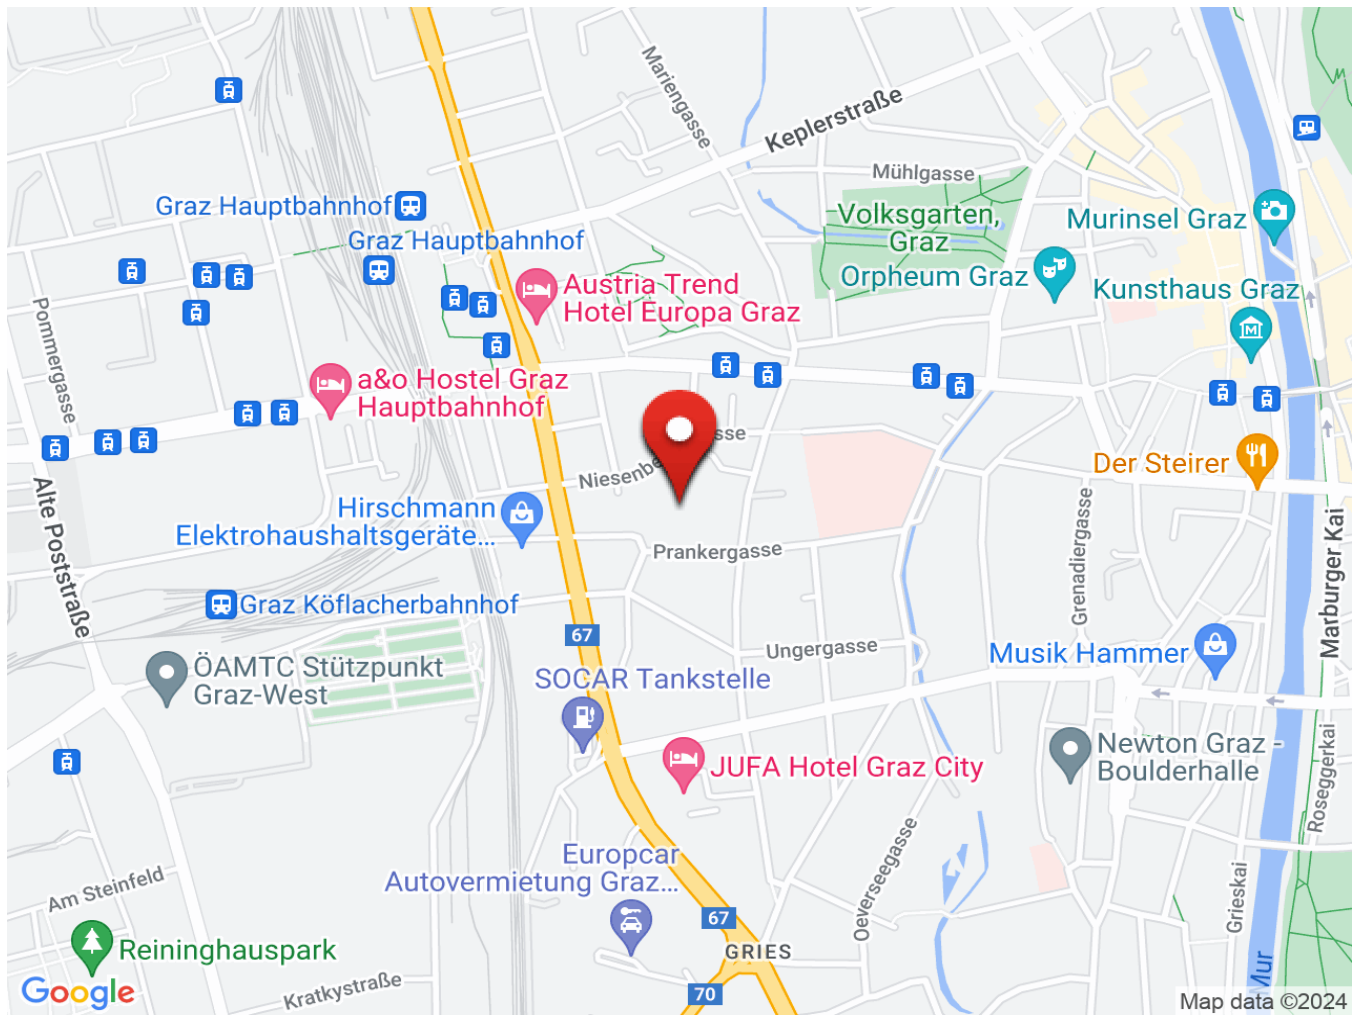 Mariengasse
Keplerstraße
Mühlgasse
Graz Hauptbahnhof
Volksgarten,
Graz
Murinsel Graz
Graz Hauptbahnhof
Orpheum Graz
Austria Trend
Hotel Europa Graz
Kunsthaus Graz
Pommergasse
a&o Hostel Graz
Hauptbahnhof
sse
Niesenbe
Der Steirer
Alte Poststraße
Hirschmann
Elektrohaushaltsgeräte...
Prankergasse
Grenadiergasse
Marburger Kai
Graz Köflacherbahnhof
67
Ungergasse
Musik Hammer
ÖAMTC Stützpunkt
Graz-West
SOCAR Tankstelle
JUFA Hotel Graz City
Newton Graz -
Boulderhalle
Roseggerkai
Europcar
Autovermietung Graz...
Oeverseegasse
Am Steinfeld
Grieskai
67
GRIES
Reininghauspark
Mur
Google
Kratkystraße
70
Map data ©2024